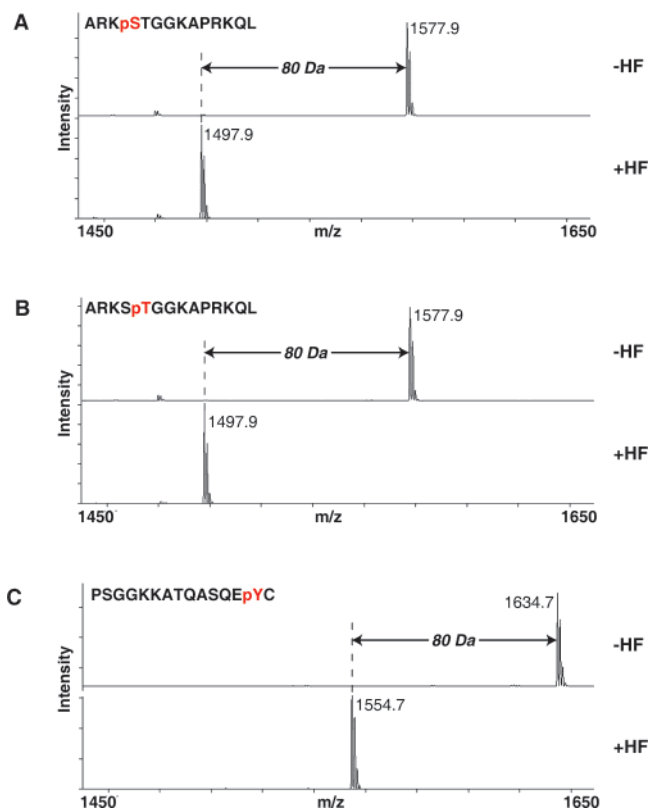 A
ARKpSTGGKAPRKQL
1577.9
80 Da
-HF
1497.9
+HF
Intensity
1450
m/z
1650
B
ARKSpTGGKAPRKQL
1577.9
80 Da
-HF
1497.9
+HF
Intensity
1450
m/z
1650
C
PSGGKKATQASQEpYC
1634.7
80 Da
-HF
1554.7
+HF
Intensity
1450
m/z
1650